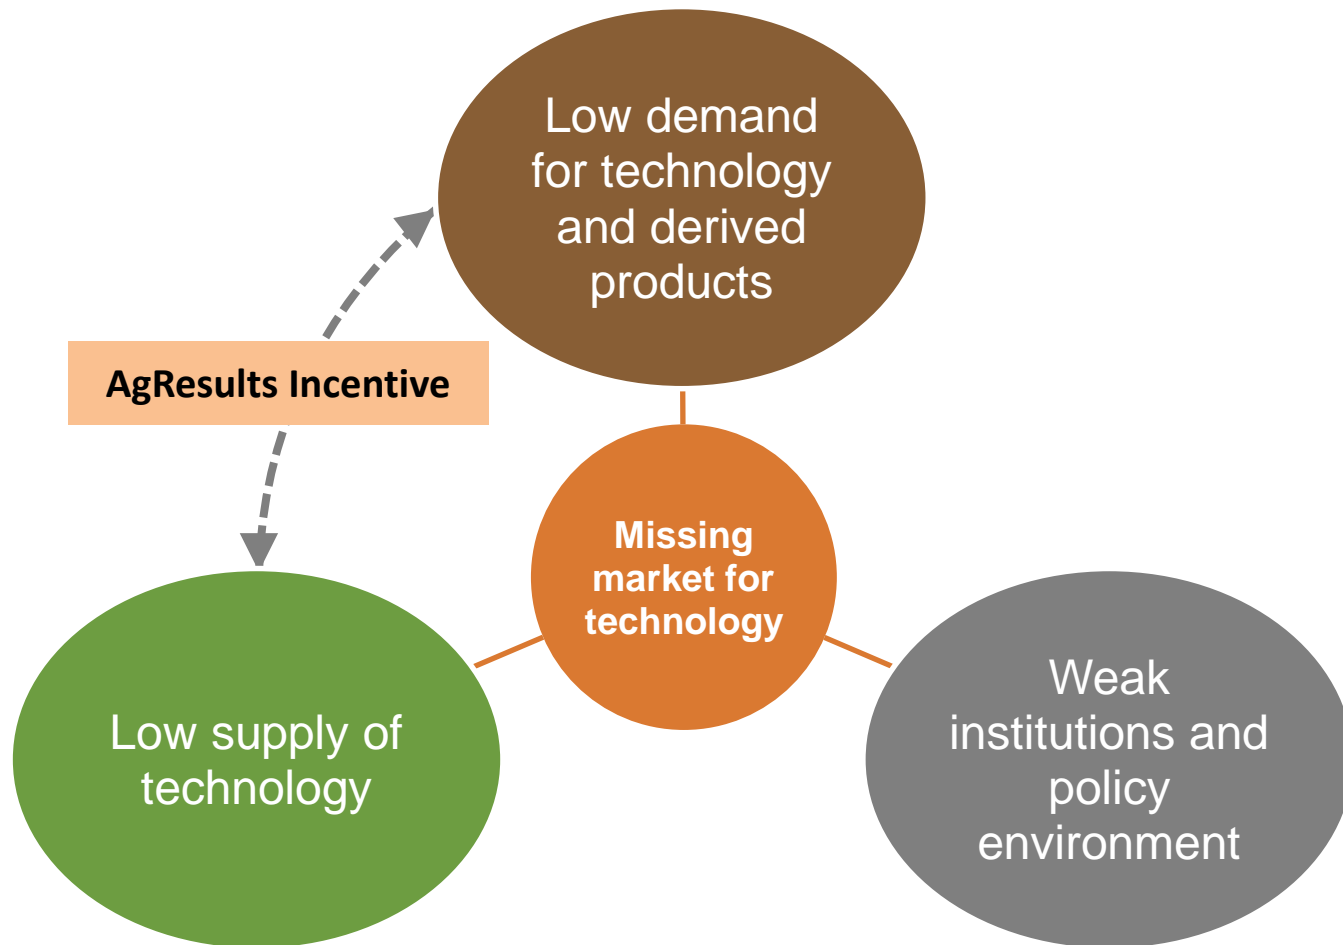 Low demand
for technology
and derived
products
AgResults Incentive
Missing
market for
technology
Low supply of
technology
Weak
institutions and
policy
environment